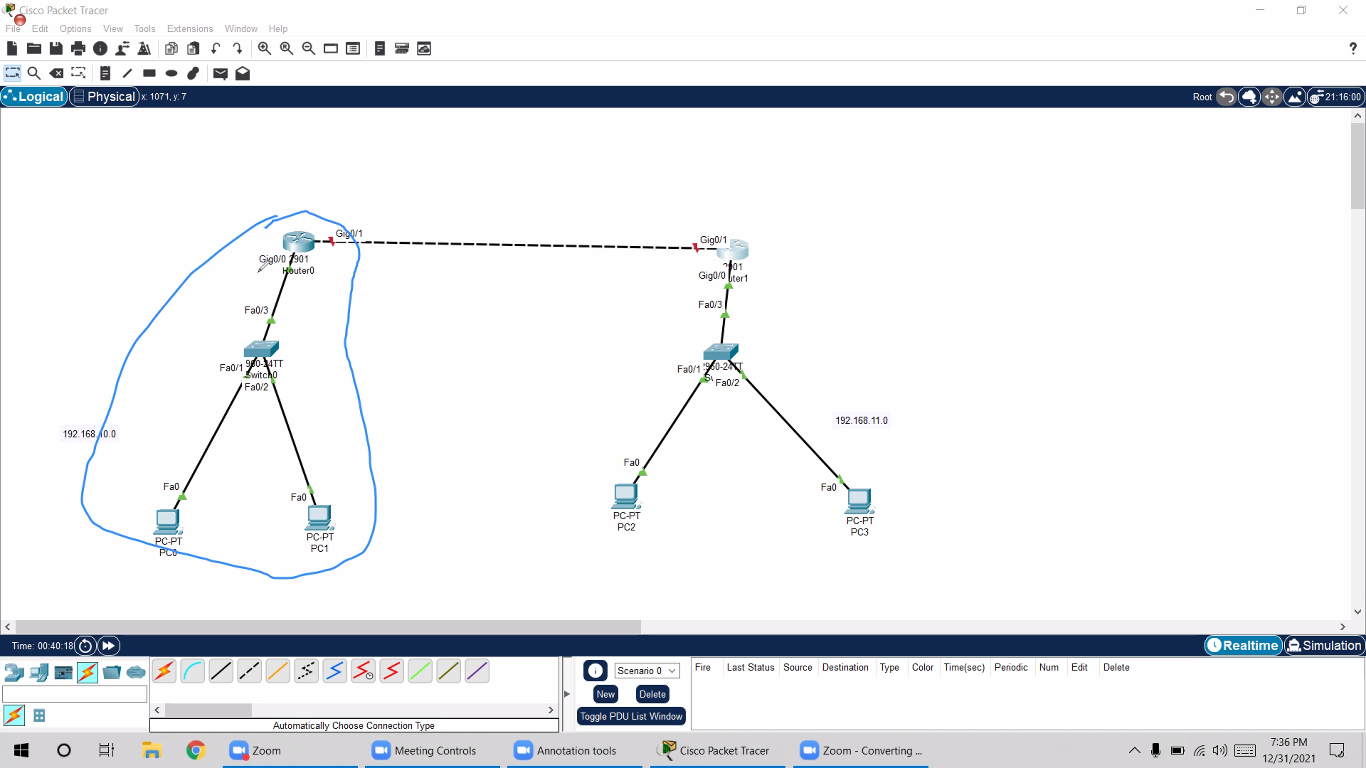 Cisco Packet Tracer
File Edit Options View Tools Extensions Window Help
Logical Physical x: 1071, y: 7 Root 21:16:00
Gig0/1
Gig0/0 2901
Router0
Fa0/3
Fa0/1
960-24TT
Switch0
Fa0/2
192.168.10.0
Fa0
PC-PT
PC0
Fa0
PC-PT
PC1
Gig0/1
2901
Gig0/0
uter1
Fa0/3
Fa0/1
960-24TT
Fa0/2
192.168.11.0
Fa0
PC-PT
PC2
Fa0
PC-PT
PC3
Time: 00:40:18 Realtime Simulation
Scenario 0
New Delete
Toggle PDU List Window
Fire Last Status Source Destination Type Color Time(sec) Periodic Num Edit Delete
Automatically Choose Connection Type
Zoom Meeting Controls Annotation tools Cisco Packet Tracer Zoom - Converting ...
7:36 PM
12/31/2021